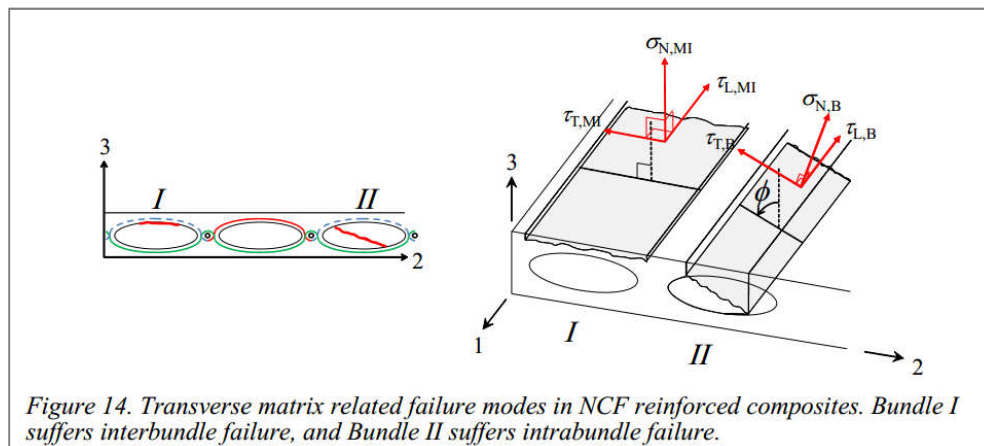 3
I
II
2
σN,MI
τL,MI
τT,MI
σN,B
τL,B
τT,B
ϕ
3
1
I
II
2
Figure 14. Transverse matrix related failure modes in NCF reinforced composites. Bundle I
suffers interbundle failure, and Bundle II suffers intrabundle failure.